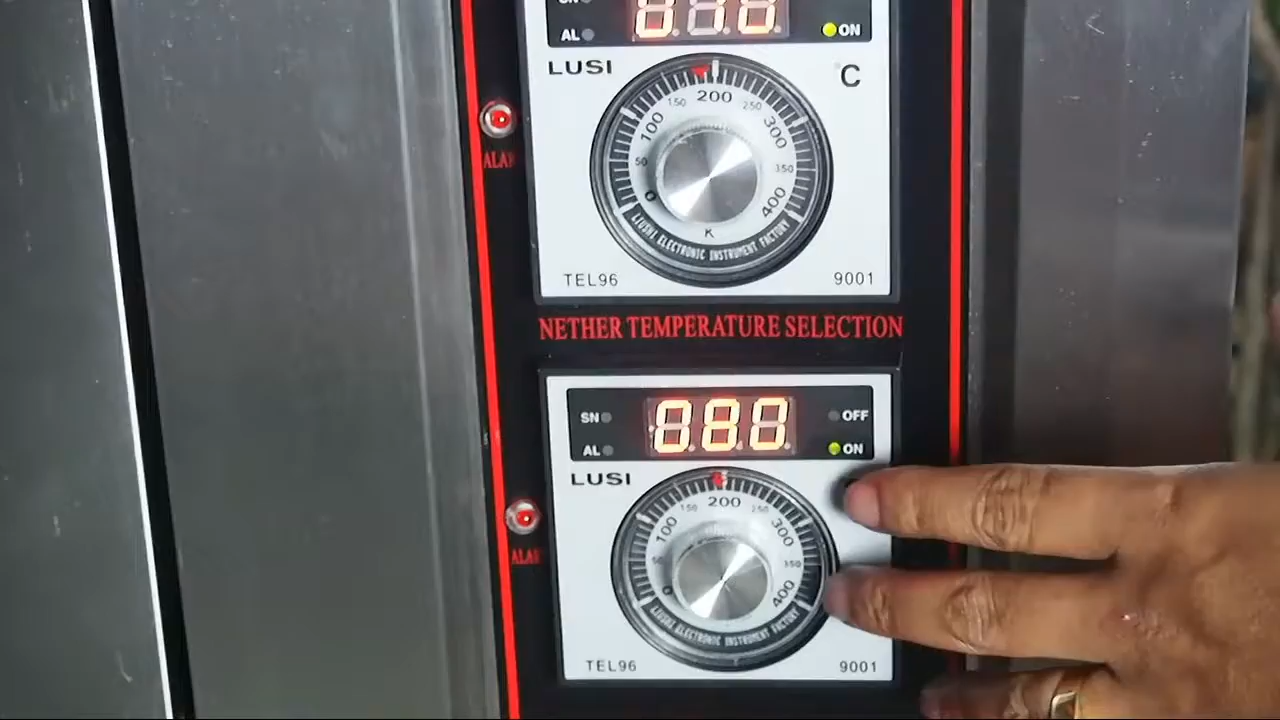 AL
ON
LUSI
C
0 50 100 150 200 250 300 350 400
K
LIUSHI ELECTRONIC INSTRUMENT FACTORY
TEL96 9001
NETHER TEMPERATURE SELECTION
SN 080 OFF
AL ON
LUSI
0 50 100 150 200 250 300 350 400
LIUSHI ELECTRONIC INSTRUMENT FACTORY
TEL96 9001